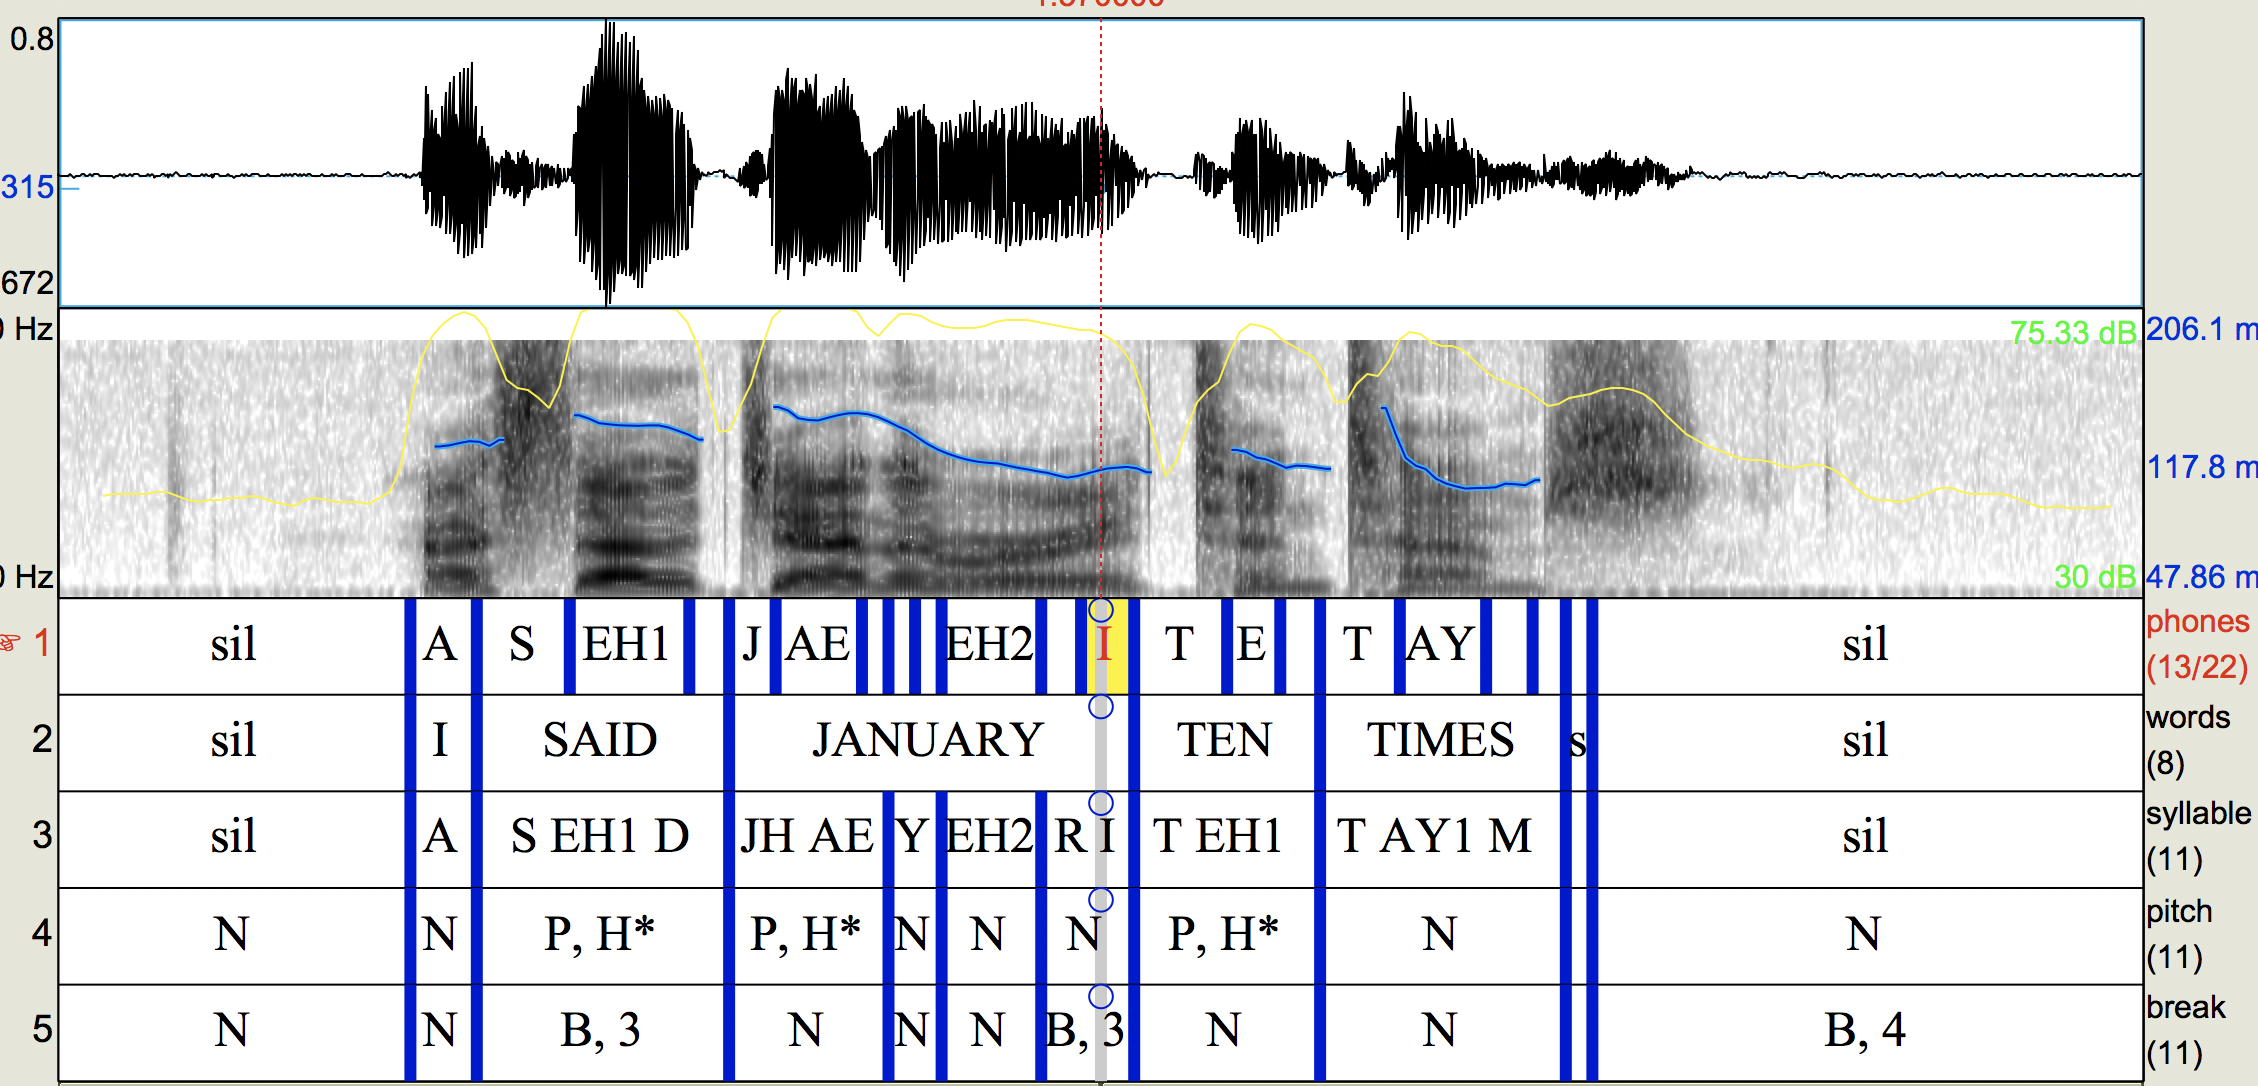 0.8
315
672
0 Hz
75.33 dB 206.1 m
117.8 m
0 Hz
30 dB 47.86 m
1 sil A S EH1 J AE EH2 I T E T AY sil phones (13/22)
2 sil I SAID JANUARY TEN TIMES s sil words (8)
3 sil A S EH1 D JH AE Y EH2 R I T EH1 T AY1 M sil syllable (11)
4 N N P, H* P, H* N N N P, H* N N pitch (11)
5 N N B, 3 N N N B, 3 N N B, 4 break (11)